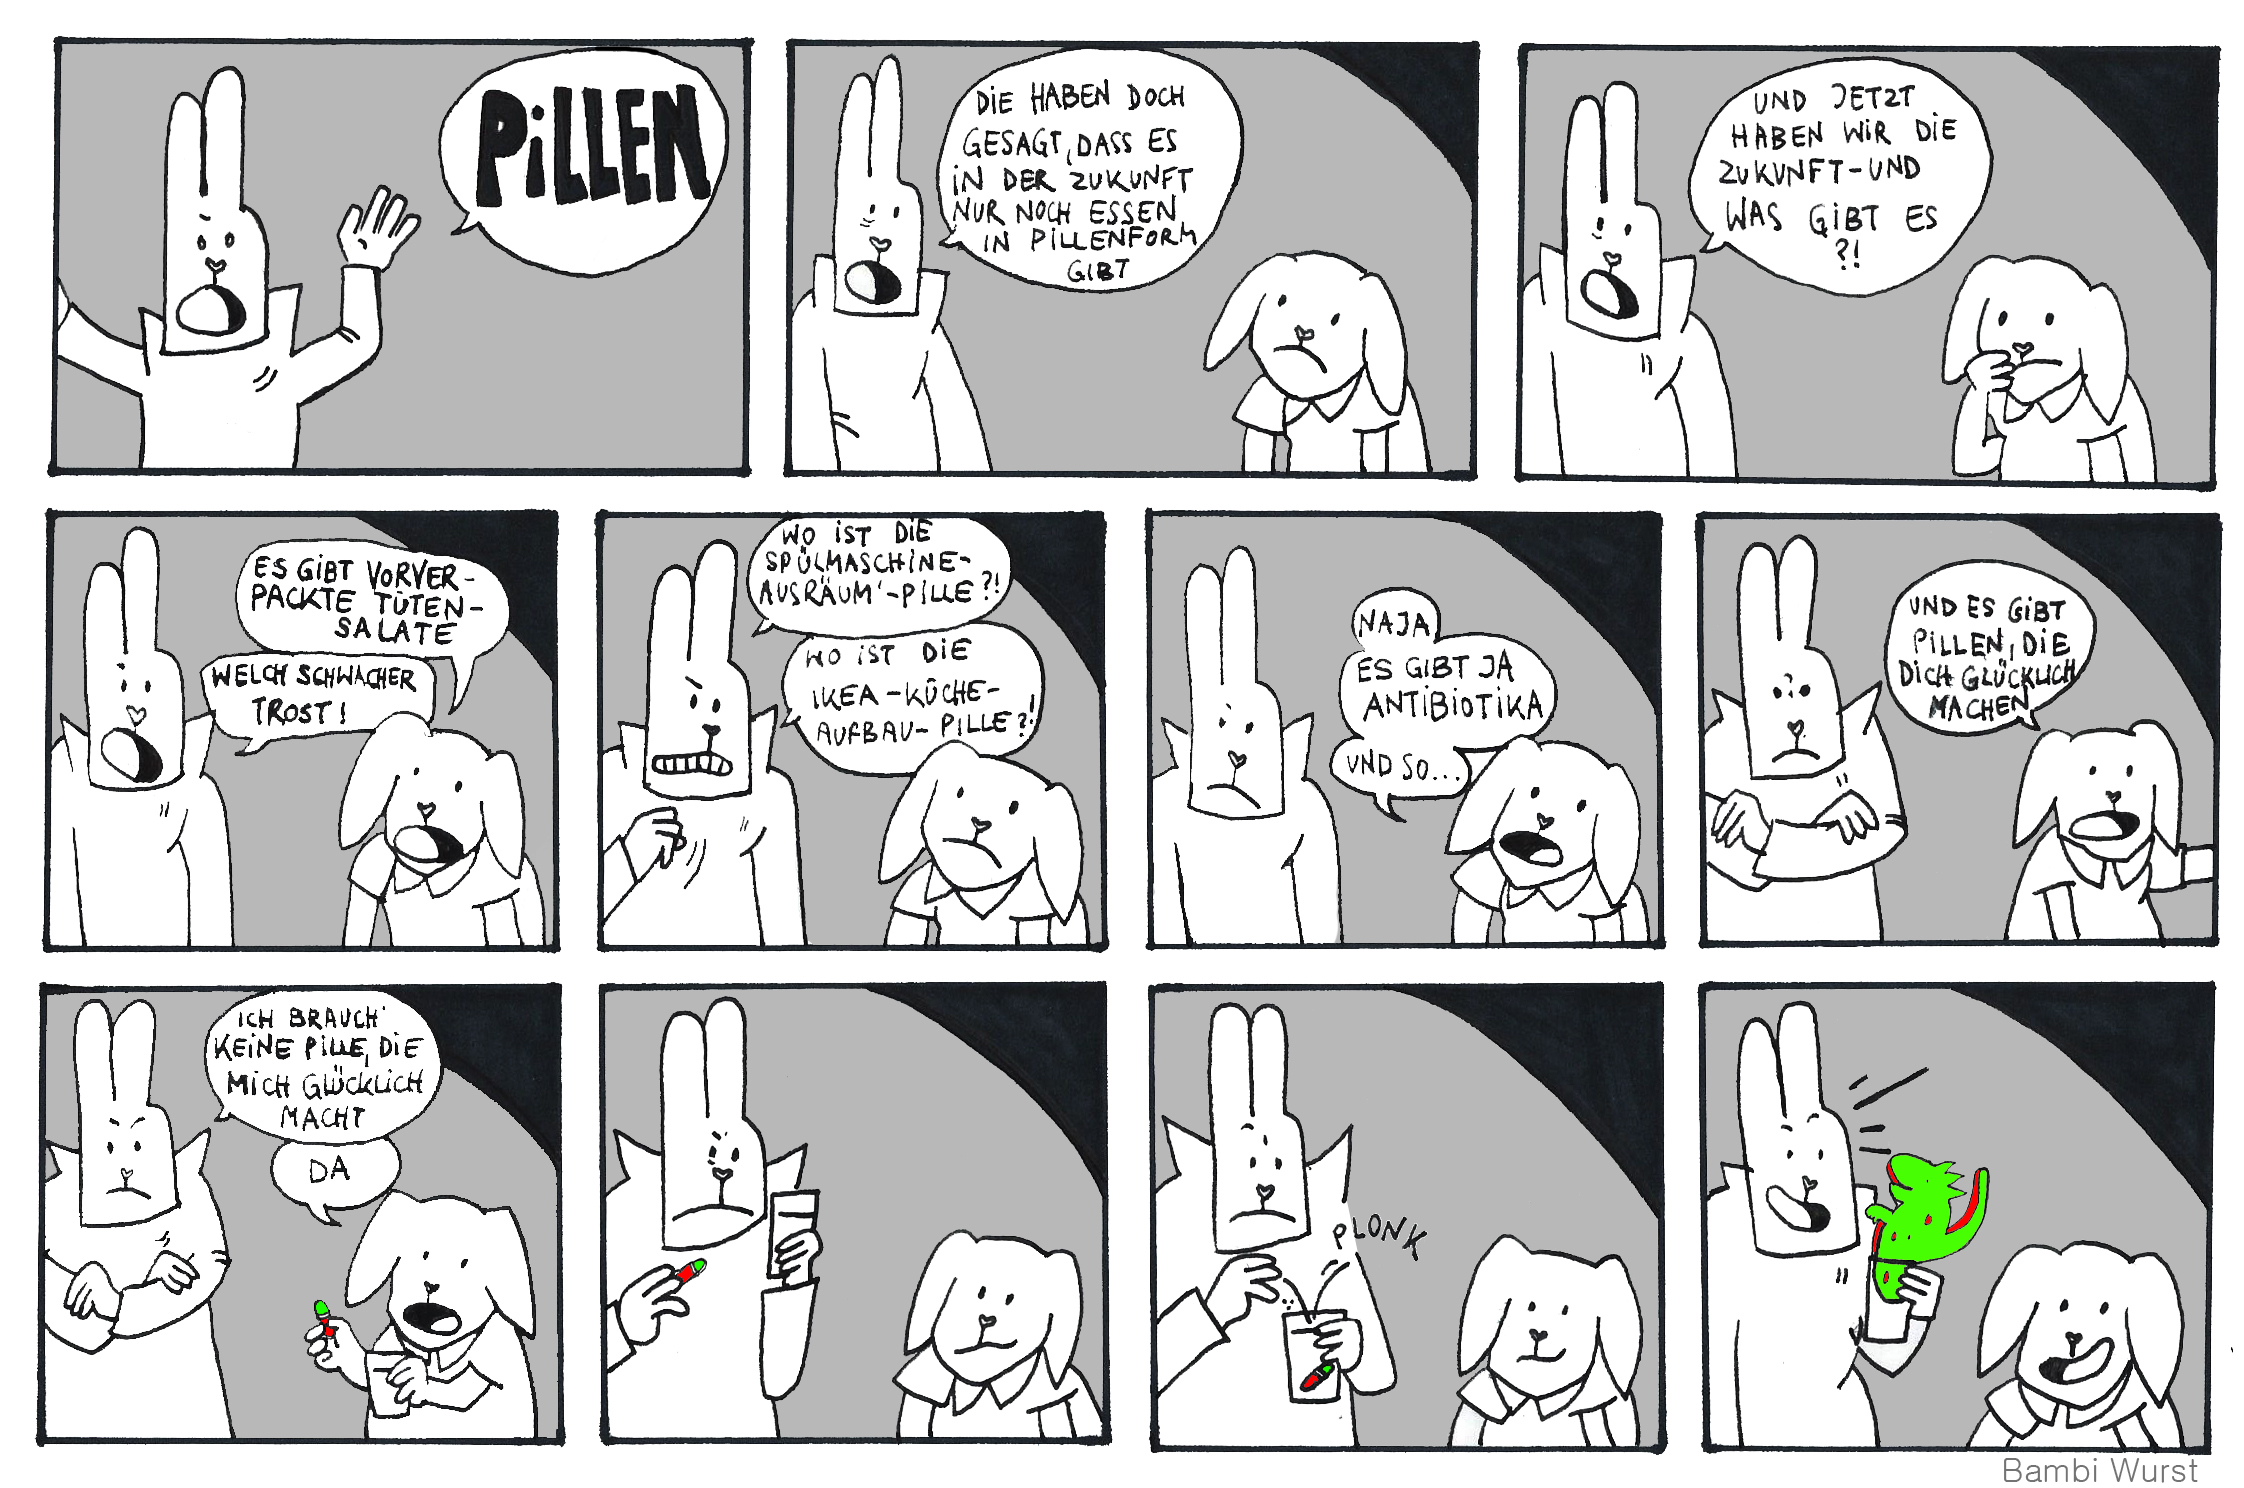 PiLLEN
DiE HABEN DOCH
GESAGT, DASS ES
iN DER ZUKUNFT
NUR NOCH ESSEN
iN PiLLENFORM
GiBT
UND JETZT
HABEN WiR DiE
ZUKUNFT-UND
WAS GiBT ES
?!
ES GiBT VORVER-
PACKTE TÜTEN-
SALATE
WELCH SCHWACHER
TROST!
WO iST DiE
SPÜLMASCHiNE-
AUSRÄUM'-PiLLE?!
WO iST DiE
iKEA-KÜCHE-
AUFBAU-PiLLE?!
NAJA
ES GiBT JA
ANTiBiOTiKA
UND SO...
UND ES GiBT
PiLLEN, DiE
DiCH GLÜCKLiCH
MACHEN
iCH BRAUCH'
KEiNE PiLLE, DiE
MiCH GLÜCKLiCH
MACHT
DA
PLONK
Bambi Wurst